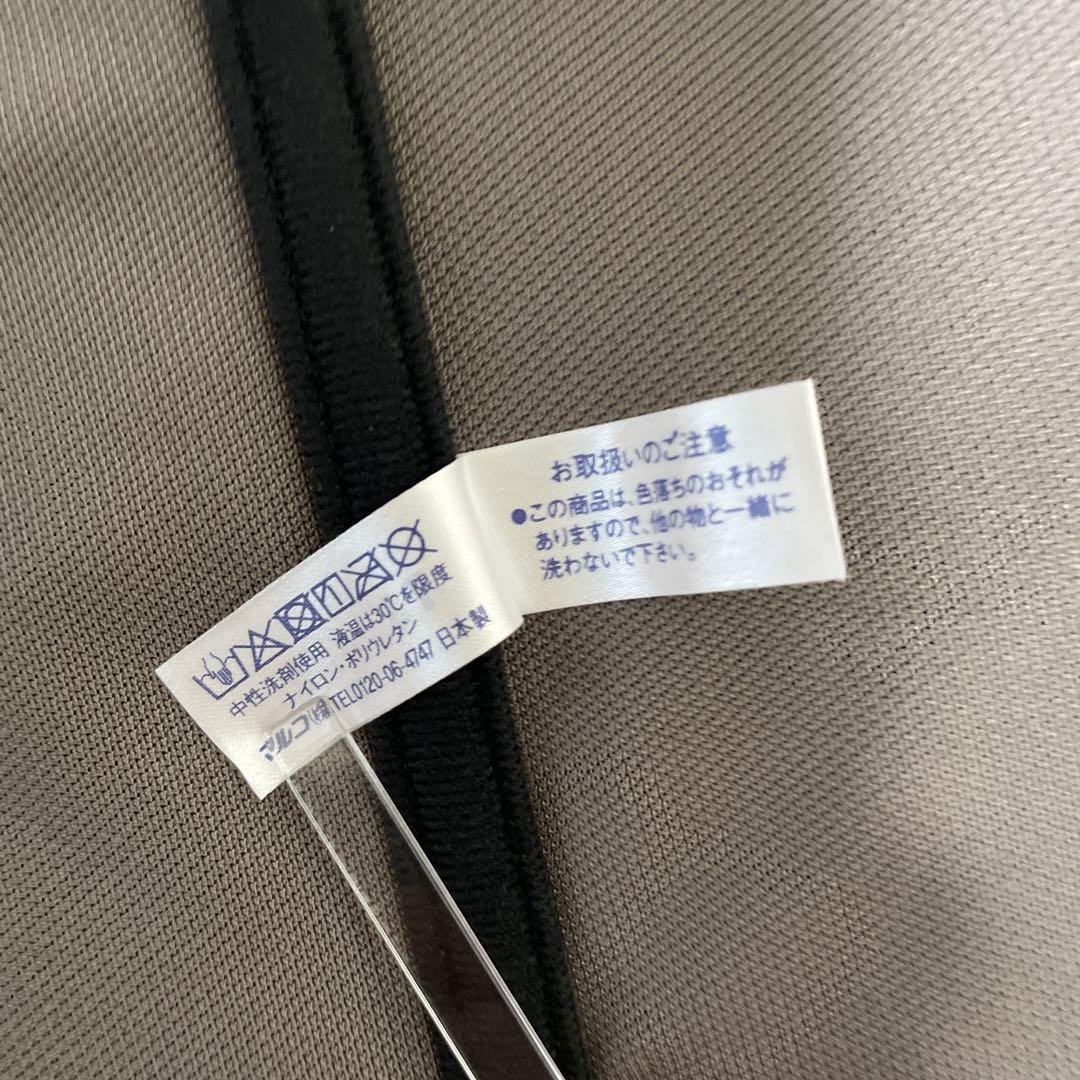 中性洗剤使用 液温は30℃を限度
ナイロン・ポリウレタン
マルコ(株)TEL0120-06-4747 日本製
お取扱いのご注意
●この商品は、色落ちのおそれが
ありますので、他の物と一緒に
洗わないで下さい。